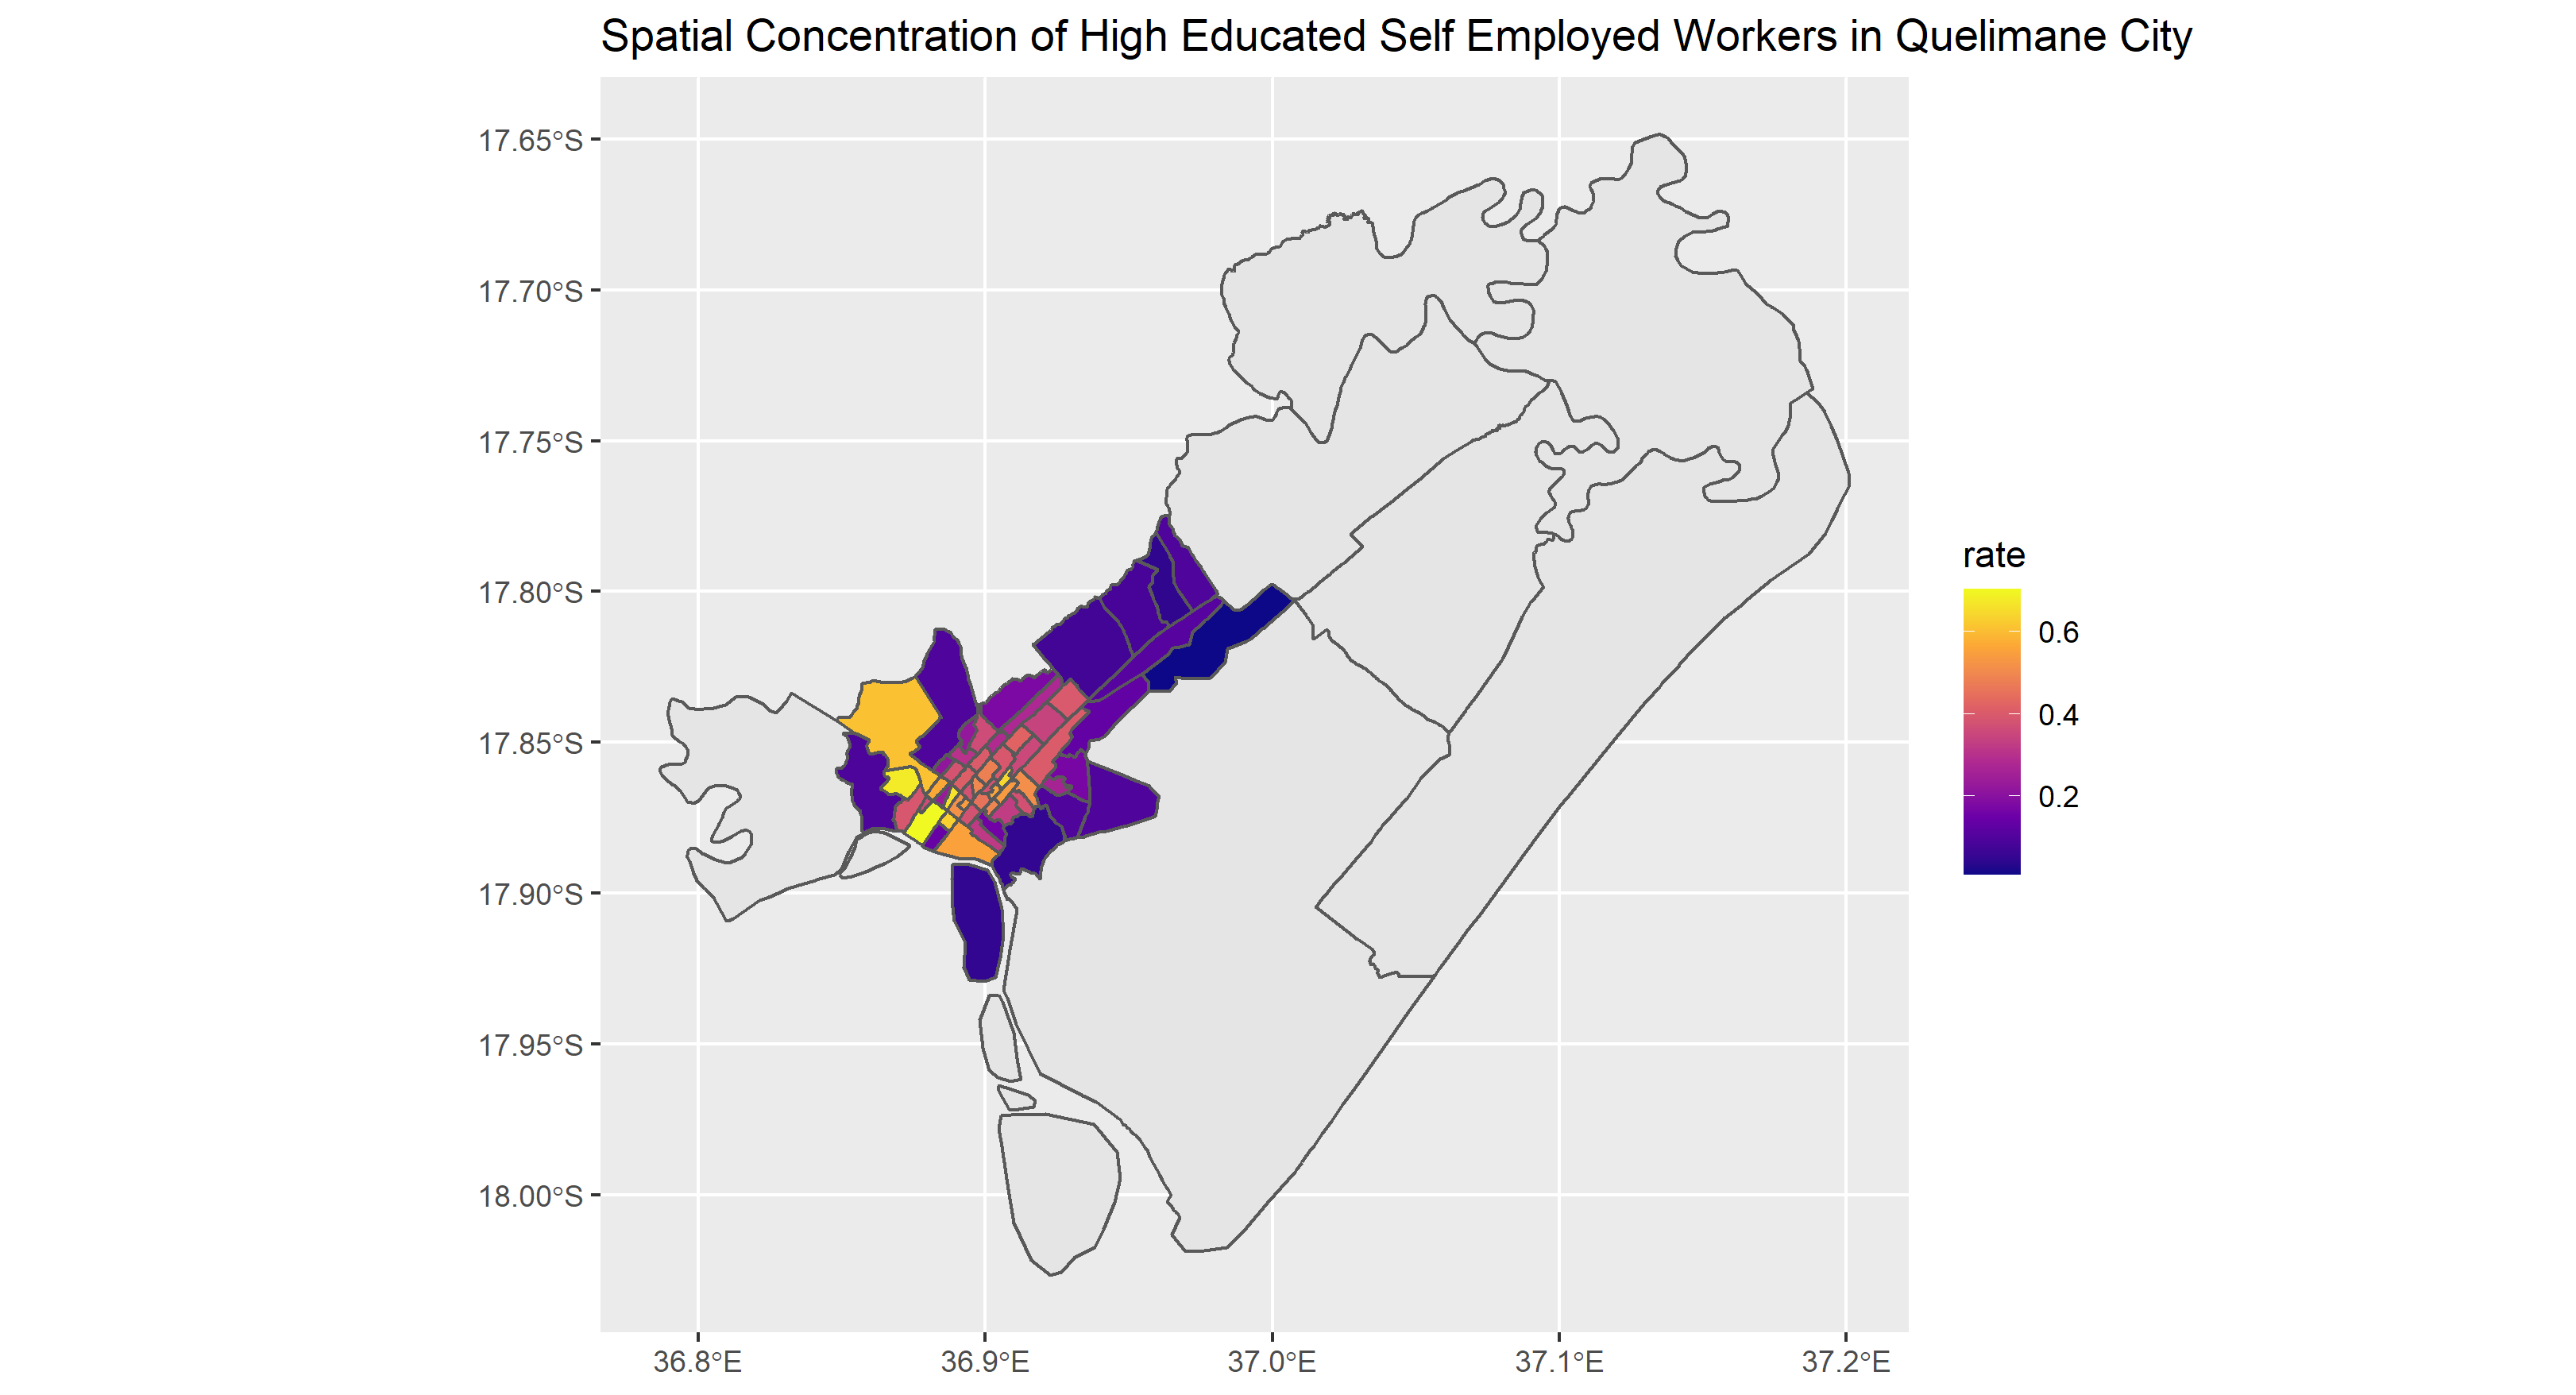 Spatial Concentration of High Educated Self Employed Workers in Quelimane City
17.65°S
17.70°S
17.75°S
17.80°S
17.85°S
17.90°S
17.95°S
18.00°S
36.8°E
36.9°E
37.0°E
37.1°E
37.2°E
rate
0.6
0.4
0.2